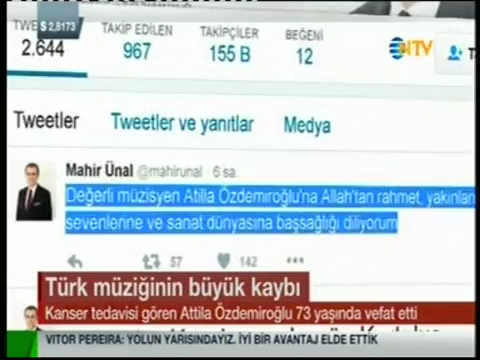 $ 2,8173
TAKİP EDİLEN TAKİPÇİLER BEĞENİ
2.644 967 155 B 12
NTV
Tweetler Tweetler ve yanıtlar Medya
Mahir Ünal @mahirunal · 6 sa.
Değerli müzisyen Atilla Özdemiroğlu'na Allah'tan rahmet, yakınları
sevenlerine ve sanat dünyasına başsağlığı diliyorum
57 142
Türk müziğinin büyük kaybı
Kanser tedavisi gören Attila Özdemiroğlu 73 yaşında vefat etti
VITOR PEREIRA: YOLUN YARISINDAYIZ. İYİ BİR AVANTAJ ELDE ETTİK